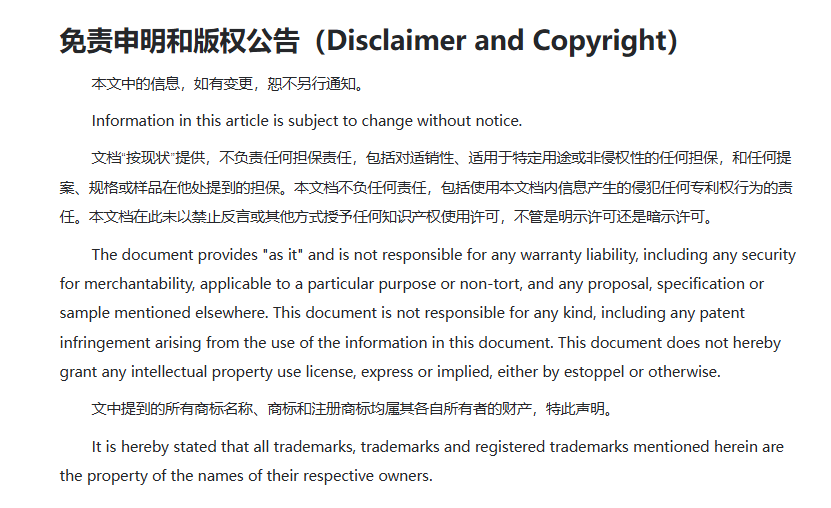 免责申明和版权公告（Disclaimer and Copyright）
本文中的信息，如有变更，恕不另行通知。
Information in this article is subject to change without notice.
文档“按现状”提供，不负责任何担保责任，包括对适销性、适用于特定用途或非侵权性的任何担保，和任何提
案、规格或样品在他处提到的担保。本文档不负任何责任，包括使用本文档内信息产生的侵犯任何专利权行为的责
任。本文档在此未以禁止反言或其他方式授予任何知识产权使用许可，不管是明示许可还是暗示许可。
The document provides "as it" and is not responsible for any warranty liability, including any security
for merchantability, applicable to a particular purpose or non-tort, and any proposal, specification or
sample mentioned elsewhere. This document is not responsible for any kind, including any patent
infringement arising from the use of the information in this document. This document does not hereby
grant any intellectual property use license, express or implied, either by estoppel or otherwise.
文中提到的所有商标名称、商标和注册商标均属其各自所有者的财产，特此声明。
It is hereby stated that all trademarks, trademarks and registered trademarks mentioned herein are
the property of the names of their respective owners.